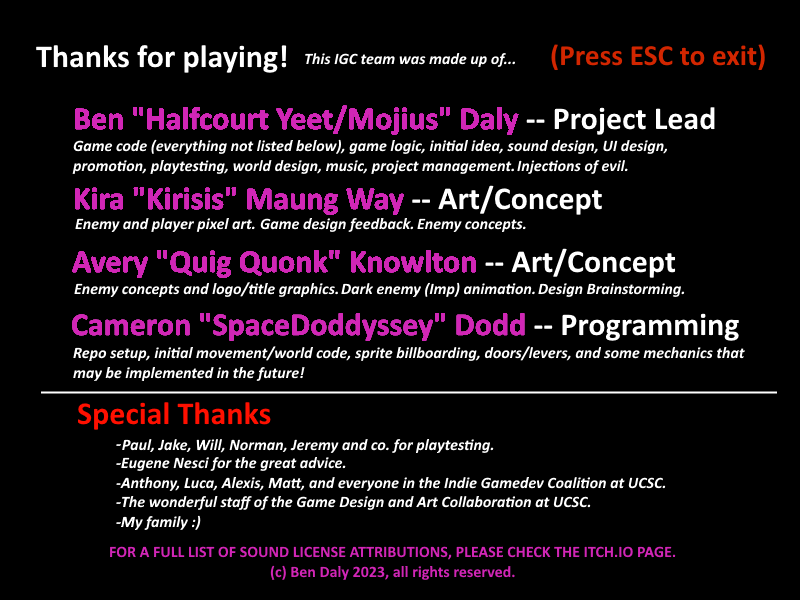 Thanks for playing! This IGC team was made up of... (Press ESC to exit)
Ben "Halfcourt Yeet/Mojius" Daly -- Project Lead
Game code (everything not listed below), game logic, initial idea, sound design, UI design,
promotion, playtesting, world design, music, project management. Injections of evil.
Kira "Kirisis" Maung Way -- Art/Concept
Enemy and player pixel art. Game design feedback. Enemy concepts.
Avery "Quig Quonk" Knowlton -- Art/Concept
Enemy concepts and logo/title graphics. Dark enemy (Imp) animation. Design Brainstorming.
Cameron "SpaceDoddyssey" Dodd -- Programming
Repo setup, initial movement/world code, sprite billboarding, doors/levers, and some mechanics that
may be implemented in the future!
Special Thanks
-Paul, Jake, Will, Norman, Jeremy and co. for playtesting.
-Eugene Nesci for the great advice.
-Anthony, Luca, Alexis, Matt, and everyone in the Indie Gamedev Coalition at UCSC.
-The wonderful staff of the Game Design and Art Collaboration at UCSC.
-My family :)
FOR A FULL LIST OF SOUND LICENSE ATTRIBUTIONS, PLEASE CHECK THE ITCH.IO PAGE.
(c) Ben Daly 2023, all rights reserved.